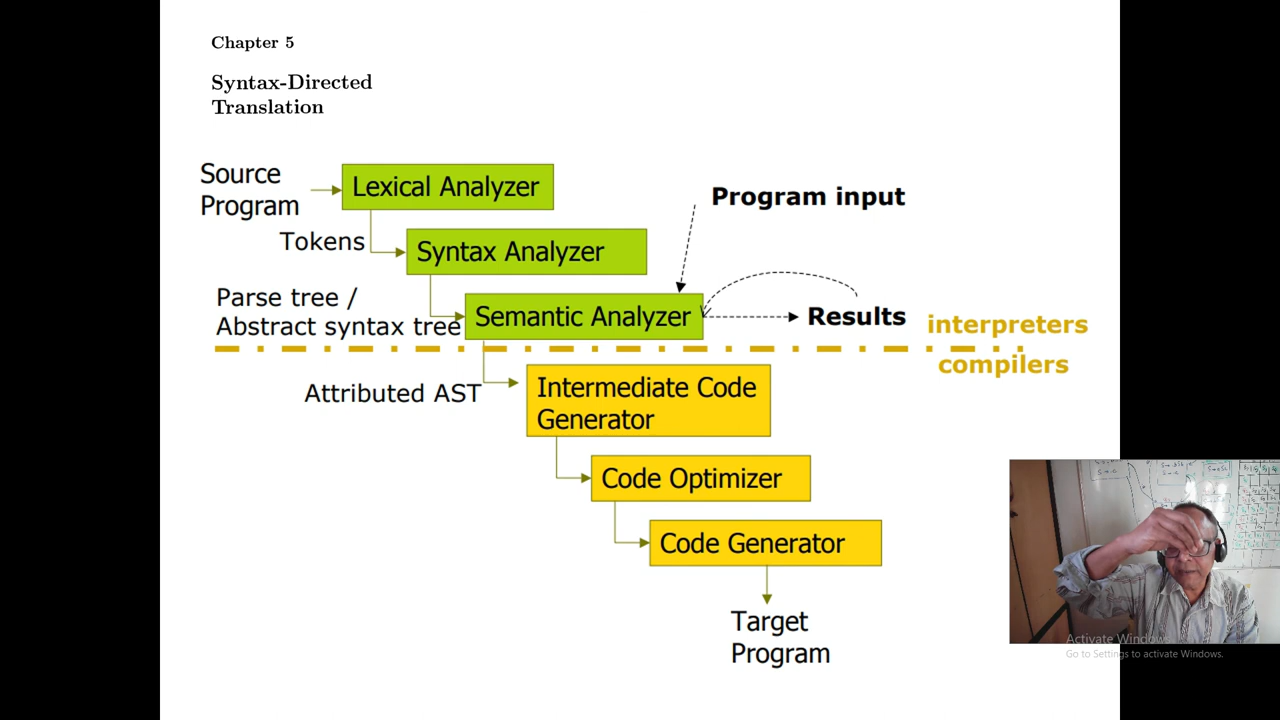 Chapter 5
Syntax-Directed
Translation
Source
Program
Lexical Analyzer
Program input
Tokens
Syntax Analyzer
Parse tree /
Abstract syntax tree
Semantic Analyzer
Results
interpreters
compilers
Attributed AST
Intermediate Code
Generator
Code Optimizer
Code Generator
Target
Program
Activate Windows
Go to Settings to activate Windows.